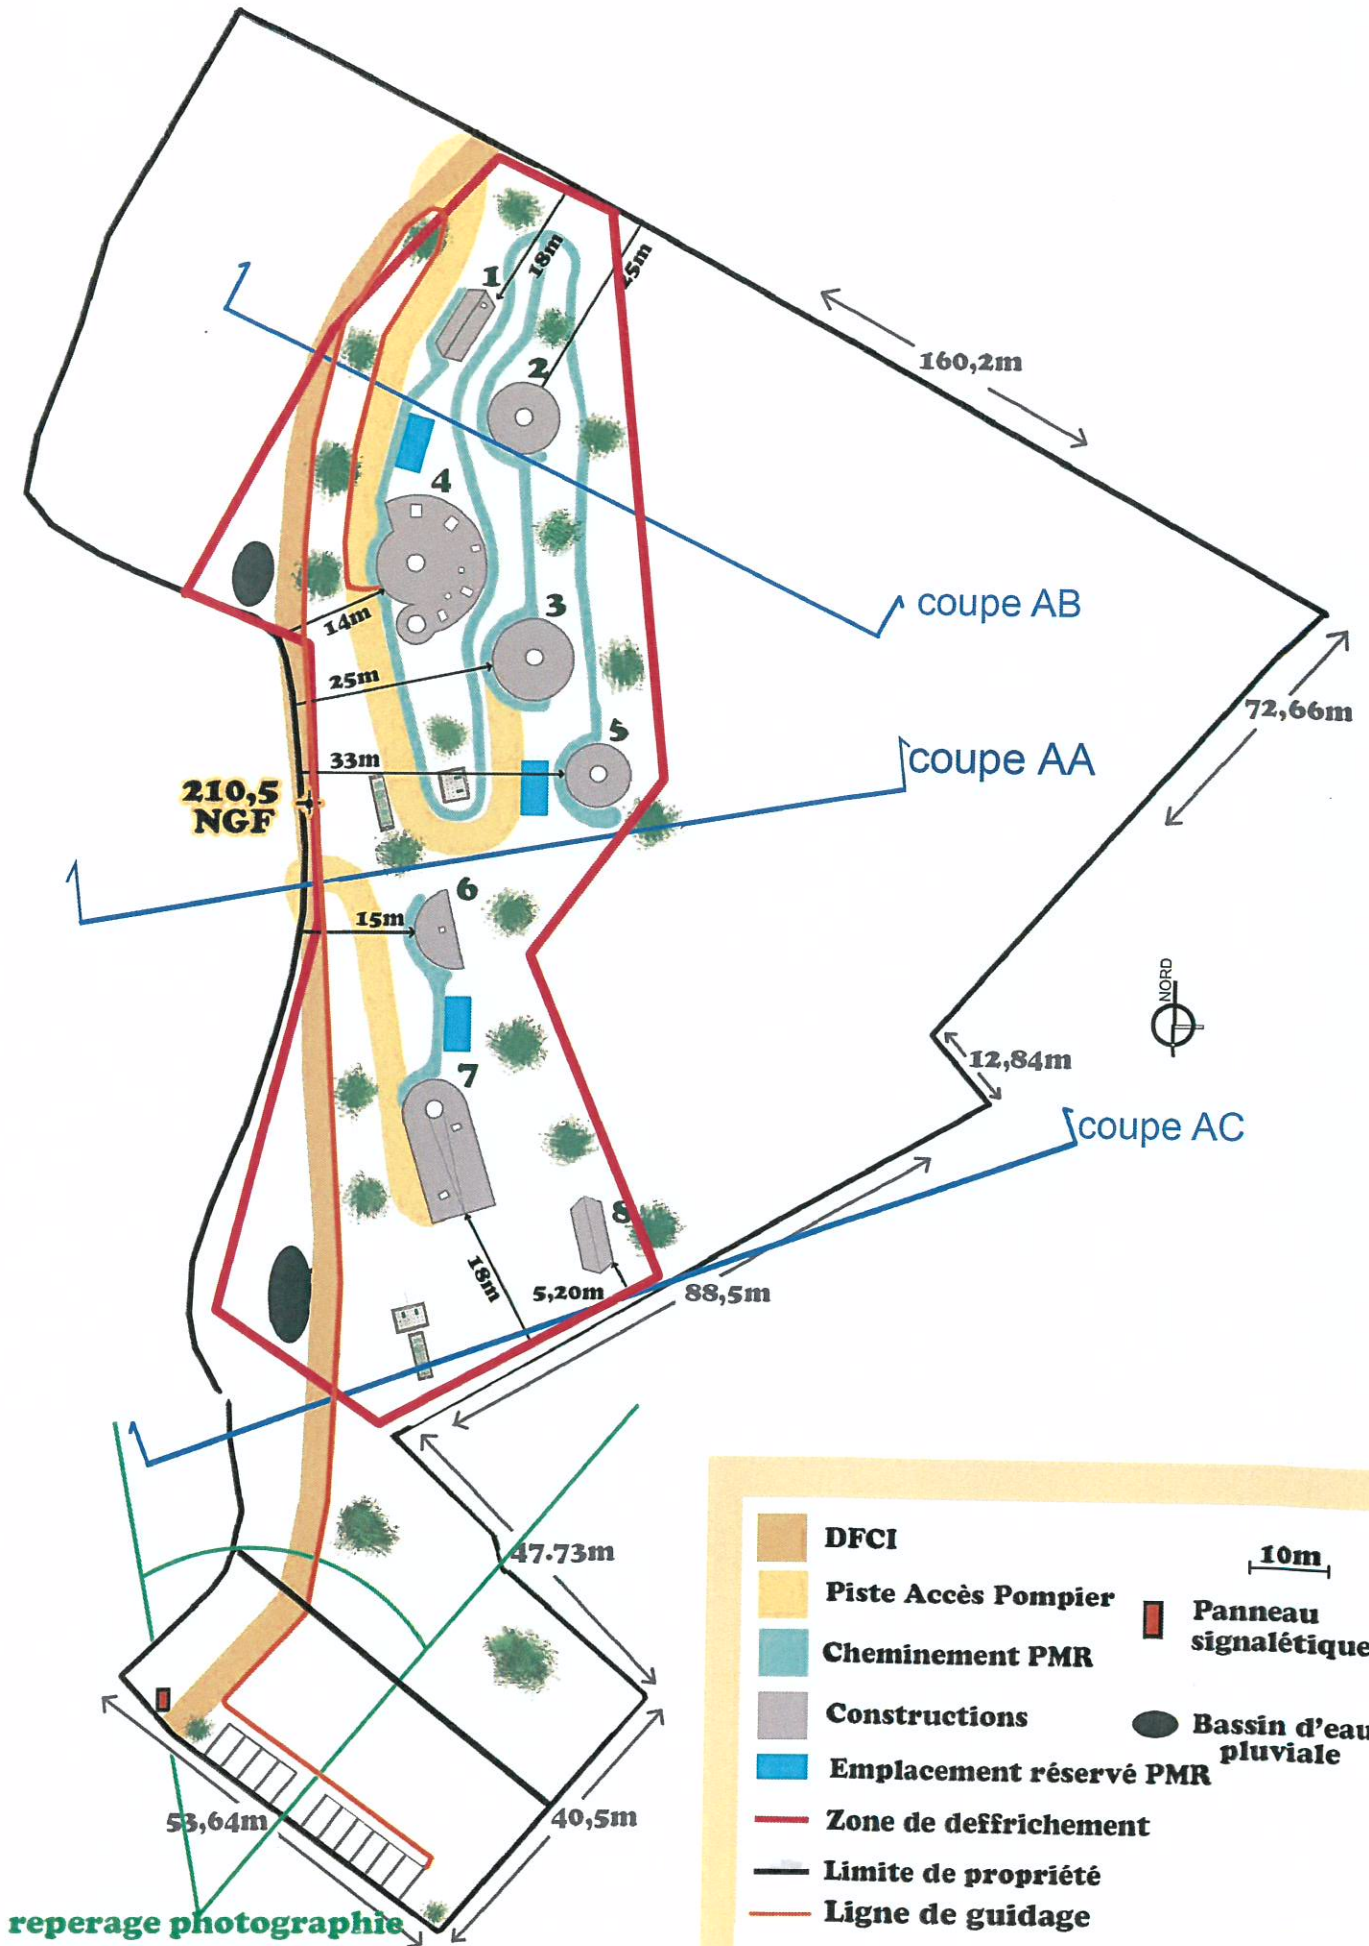 1
18m
2
4
160,2m
coupe AB
3
14m
25m
72,66m
5
33m
coupe AA
210,5
NGF
6
15m
NORD
12,84m
7
coupe AC
8
18m
5,20m
88,5m
47.73m
53,64m
40,5m
reperage photographie
DFCI
10m
Piste Accès Pompier
Panneau
signalétique
Cheminement PMR
Constructions
Bassin d'eau
pluviale
Emplacement réservé PMR
Zone de deffrichement
Limite de propriété
Ligne de guidage